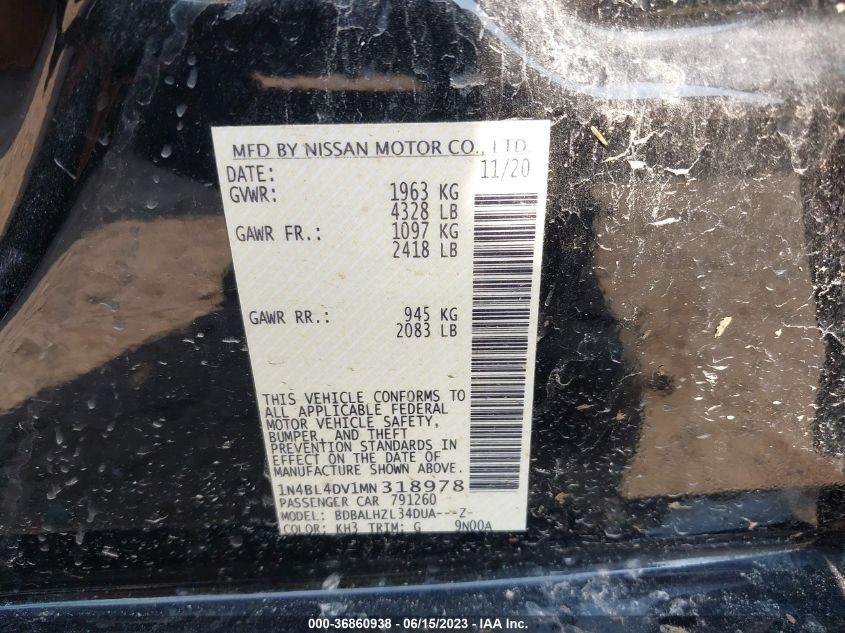 MFD BY NISSAN MOTOR CO., LTD.
DATE: 11/20
GVWR: 1963 KG
4328 LB
GAWR FR.: 1097 KG
2418 LB
GAWR RR.: 945 KG
2083 LB
THIS VEHICLE CONFORMS TO
ALL APPLICABLE FEDERAL
MOTOR VEHICLE SAFETY,
BUMPER, AND THEFT
PREVENTION STANDARDS IN
EFFECT ON THE DATE OF
MANUFACTURE SHOWN ABOVE.
1N4BL4DV1MN318978
PASSENGER CAR 791260
MODEL: BDBALHZL34DUA---Z-
COLOR: KH3 TRIM: G 9N00A
000-36860938 - 06/15/2023 - IAA Inc.